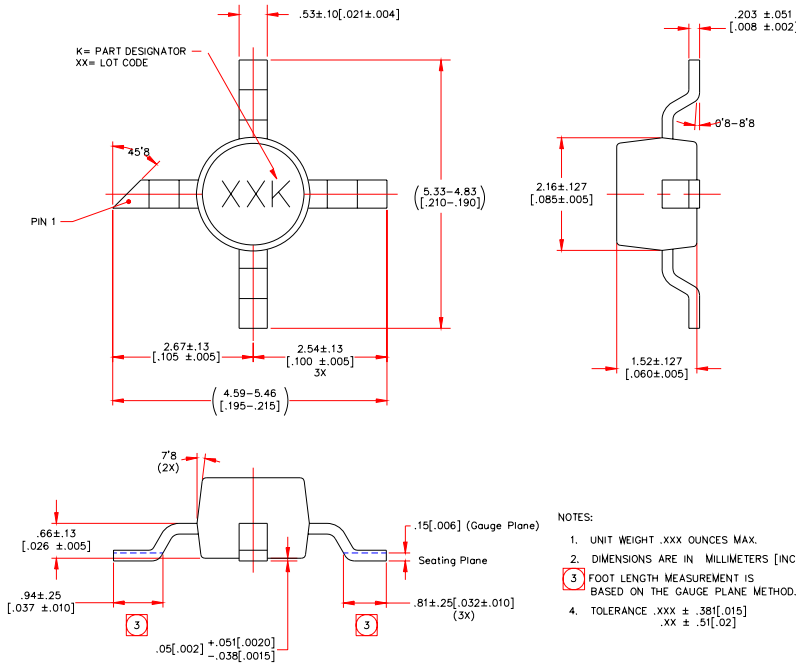 .53±.10[.021±.004]
.203 ±.051
[.008 ±.002]
K= PART DESIGNATOR
XX= LOT CODE
0°8-8°8
45°8
XXK
5.33-4.83
[.210-.190]
2.16±.127
[.085±.005]
PIN 1
2.67±.13
[.105 ±.005]
2.54±.13
[.100 ±.005]
3X
1.52±.127
[.060±.005]
4.59-5.46
[.195-.215]
7°8
(2X)
.66±.13
[.026 ±.005]
.15[.006] (Gauge Plane)
Seating Plane
.94±.25
[.037 ±.010]
.81±.25[.032±.010]
(3X)
3
3
.05[.002] +.051[.0020]
-.038[.0015]
NOTES:
1. UNIT WEIGHT .XXX OUNCES MAX.
2. DIMENSIONS ARE IN MILLIMETERS [INC
3 FOOT LENGTH MEASUREMENT IS
BASED ON THE GAUGE PLANE METHOD.
4. TOLERANCE .XXX ± .381[.015]
.XX ± .51[.02]